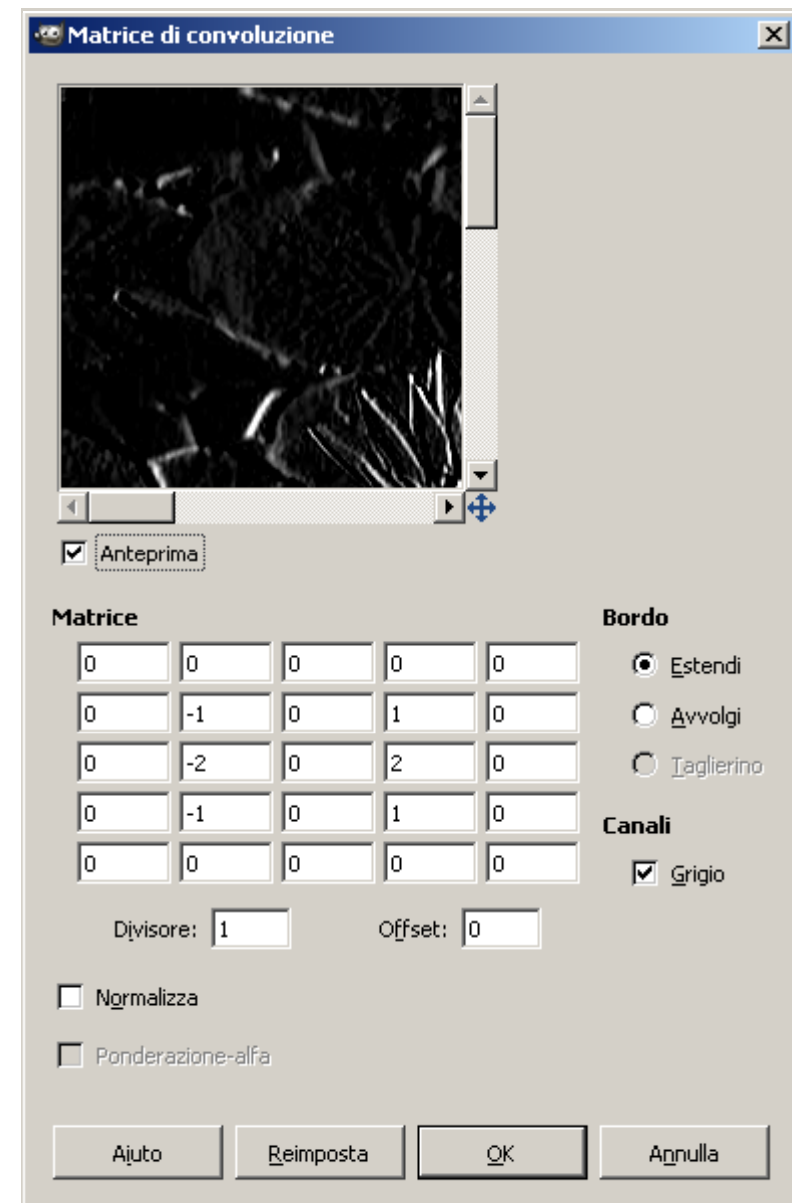 Matrice di convoluzione
Anteprima
Matrice
Bordo
0 0 0 0 0
Estendi
0 -1 0 1 0
Avvolgi
0 -2 0 2 0
Taglierino
0 -1 0 1 0
Canali
0 0 0 0 0
Grigio
Divisore: 1 Offset: 0
Normalizza
Ponderazione-alfa
Aiuto Reimposta OK Annulla